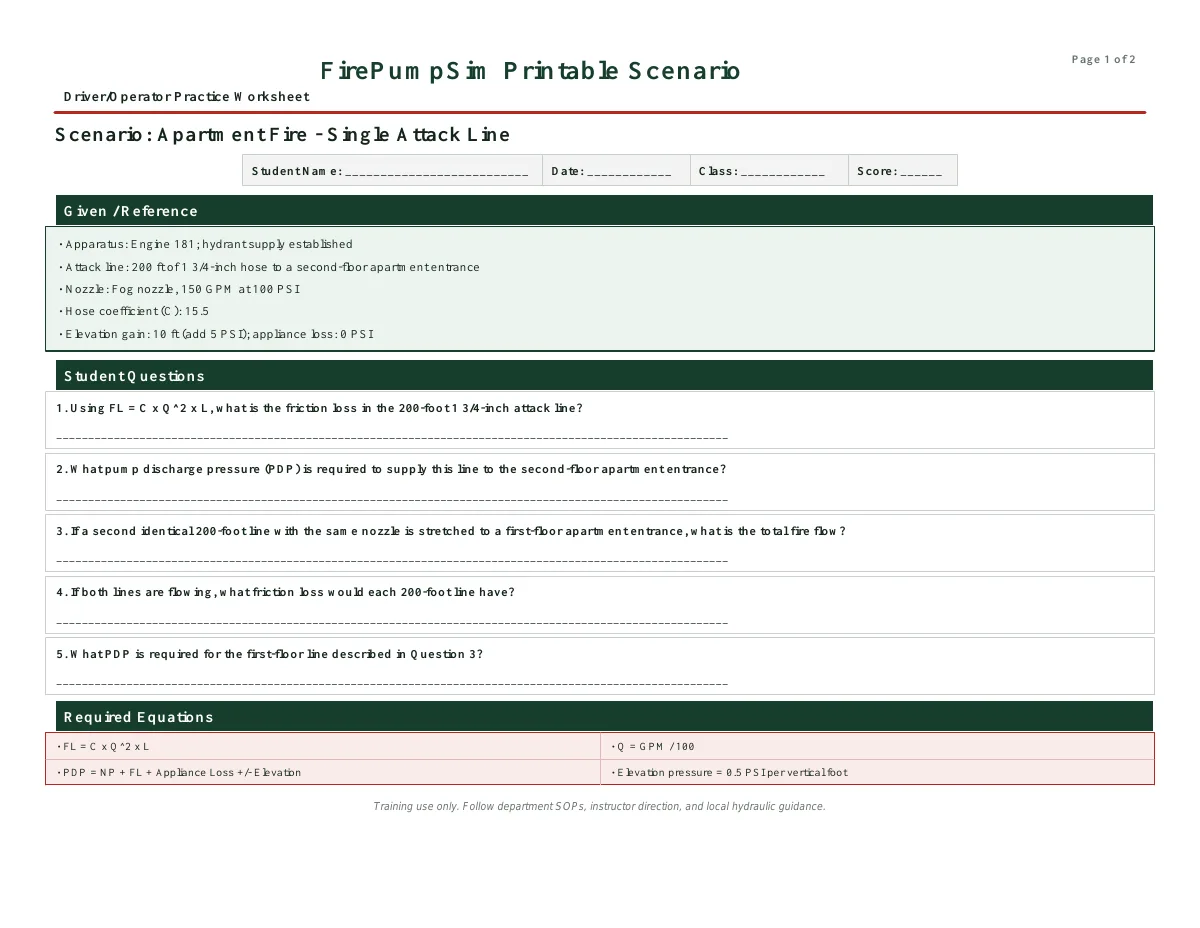 FirePumpSim Printable Scenario
Page 1 of 2
Driver/Operator Practice Worksheet
Scenario: Apartment Fire - Single Attack Line
Student Name: __________________________ Date: ____________ Class: ____________ Score: ______
Given / Reference
• Apparatus: Engine 181; hydrant supply established
• Attack line: 200 ft of 1 3/4-inch hose to a second-floor apartment entrance
• Nozzle: Fog nozzle, 150 GPM at 100 PSI
• Hose coefficient (C): 15.5
• Elevation gain: 10 ft (add 5 PSI); appliance loss: 0 PSI
Student Questions
1. Using FL = C x Q^2 x L, what is the friction loss in the 200-foot 1 3/4-inch attack line?
2. What pump discharge pressure (PDP) is required to supply this line to the second-floor apartment entrance?
3. If a second identical 200-foot line with the same nozzle is stretched to a first-floor apartment entrance, what is the total fire flow?
4. If both lines are flowing, what friction loss would each 200-foot line have?
5. What PDP is required for the first-floor line described in Question 3?
Required Equations
• FL = C x Q^2 x L • Q = GPM / 100
• PDP = NP + FL + Appliance Loss +/- Elevation • Elevation pressure = 0.5 PSI per vertical foot
Training use only. Follow department SOPs, instructor direction, and local hydraulic guidance.